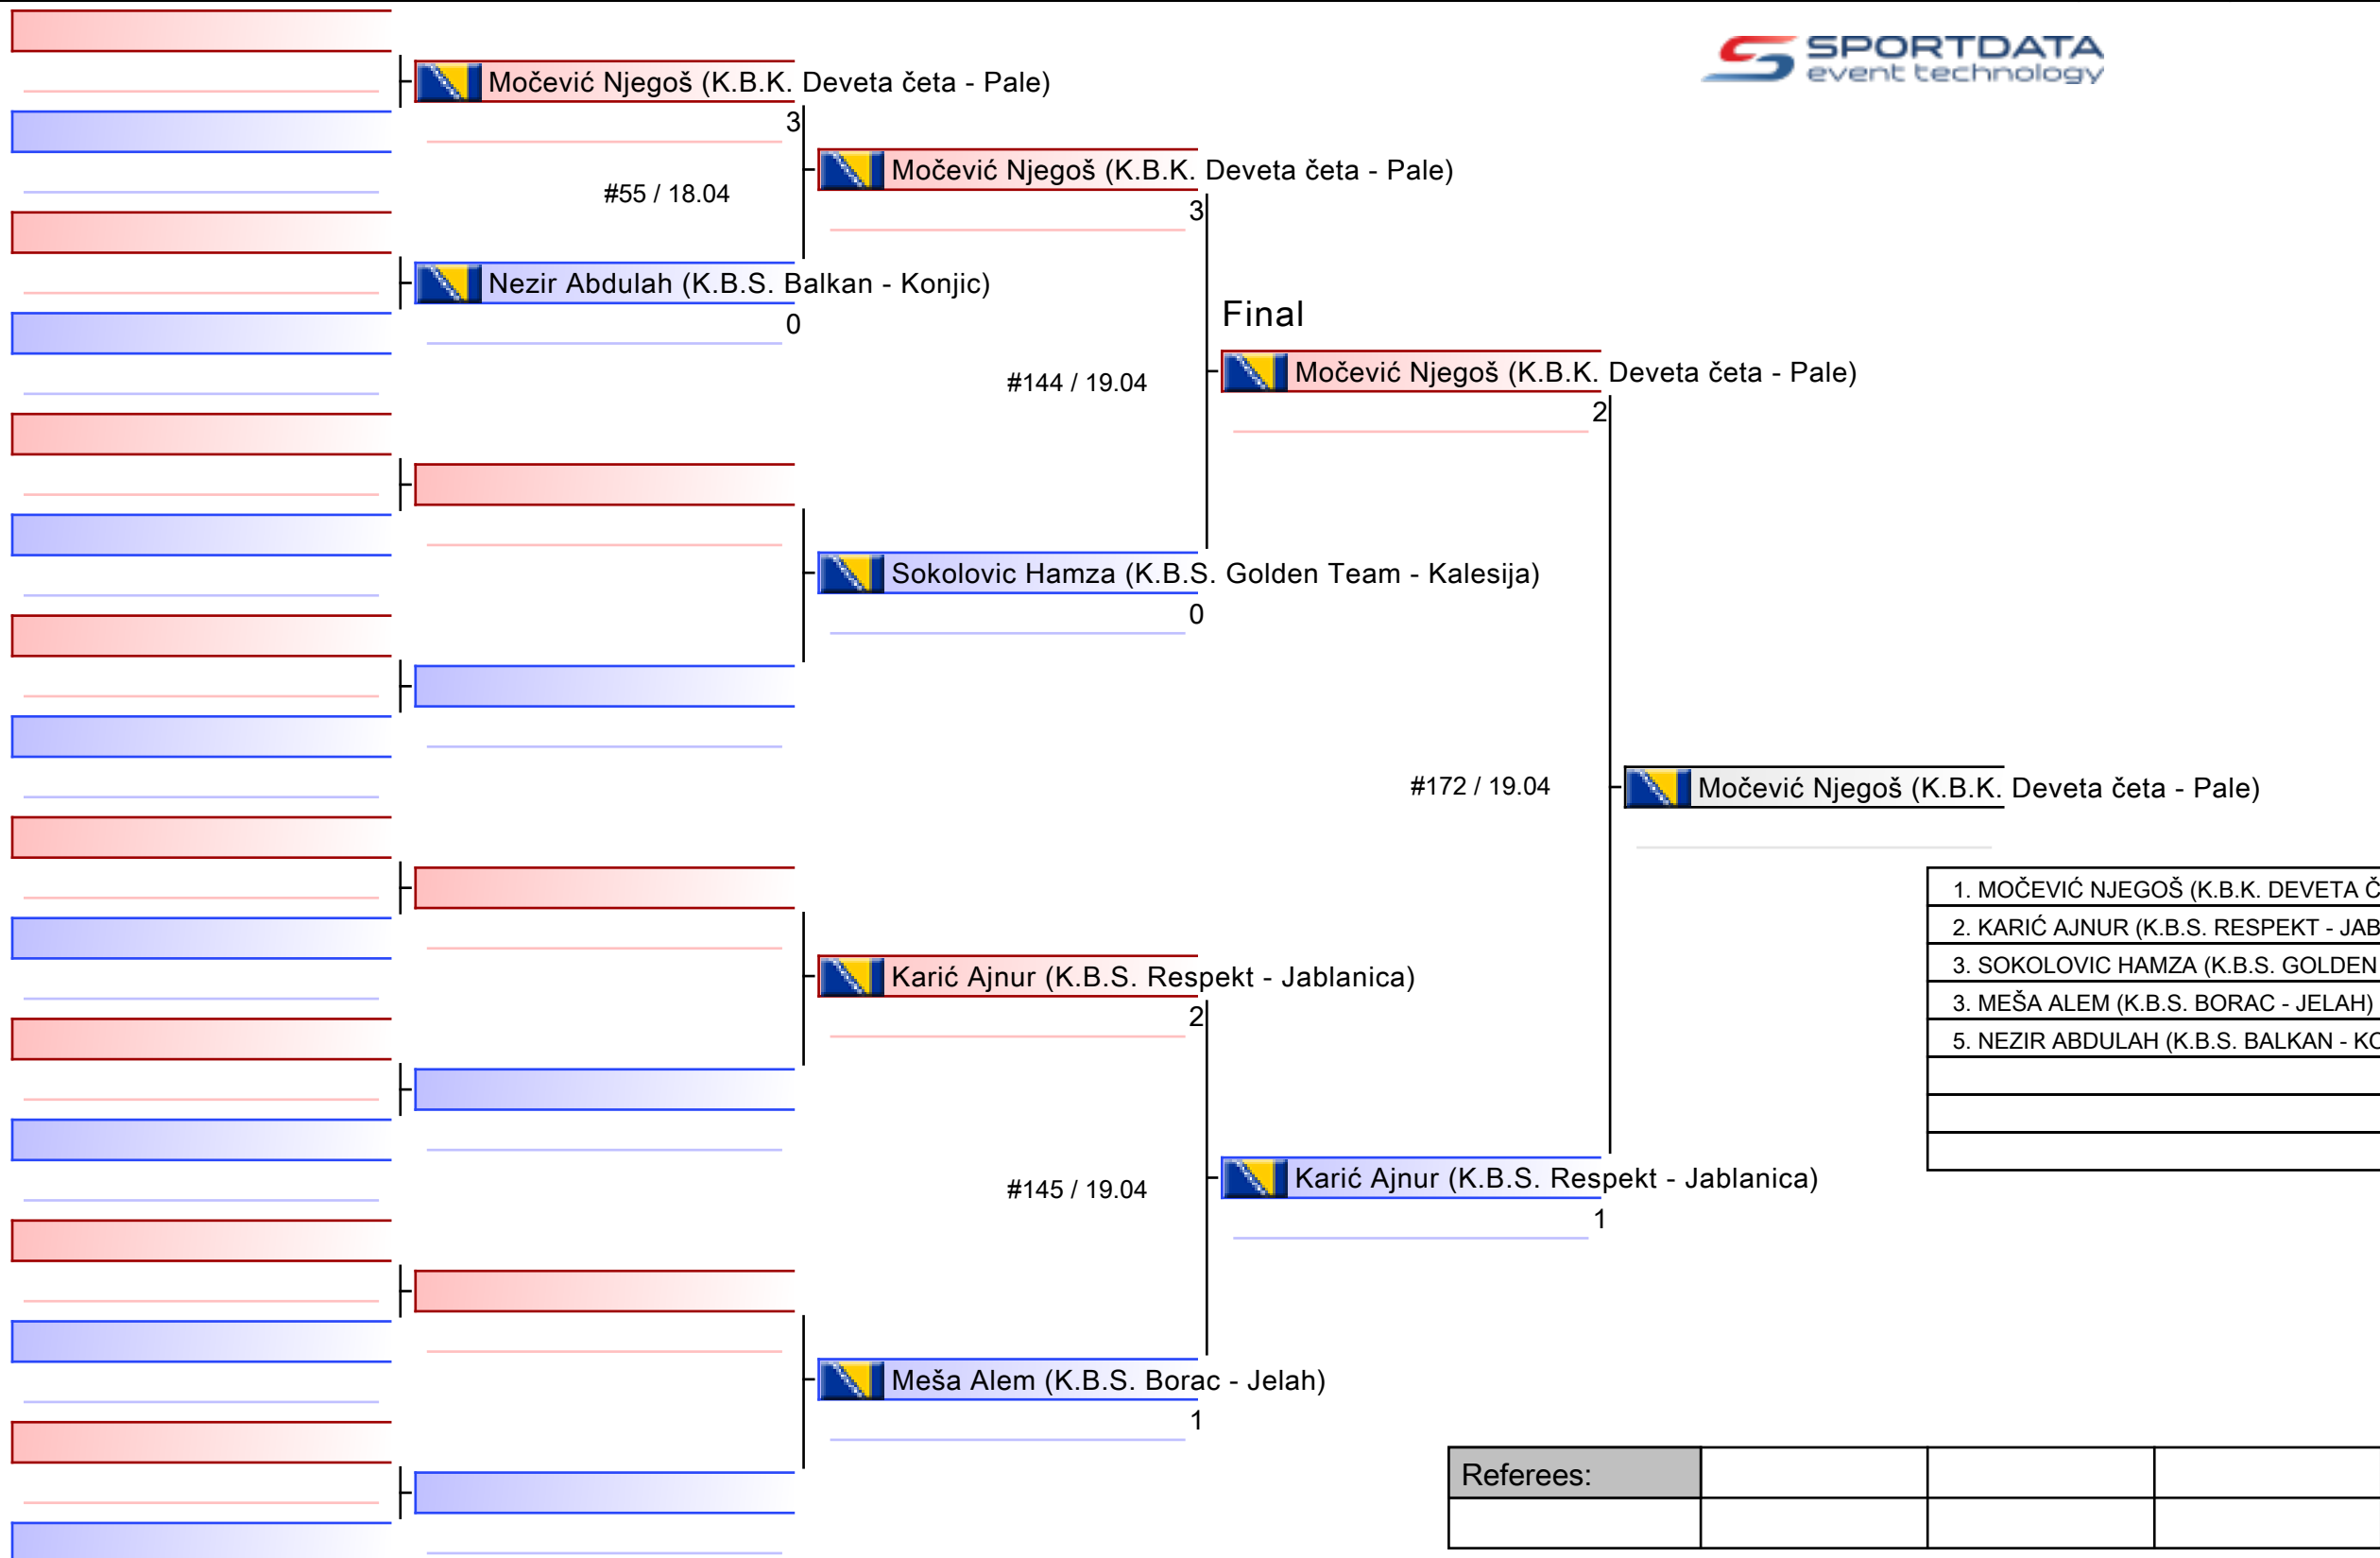 SPORTDATA
event technology
Močević Njegoš (K.B.K. Deveta četa - Pale)
3
Močević Njegoš (K.B.K. Deveta četa - Pale)
#55 / 18.04
3
Nezir Abdulah (K.B.S. Balkan - Konjic)
0
Final
Močević Njegoš (K.B.K. Deveta četa - Pale)
#144 / 19.04
2
Sokolovic Hamza (K.B.S. Golden Team - Kalesija)
0
#172 / 19.04
Močević Njegoš (K.B.K. Deveta četa - Pale)
1. MOČEVIĆ NJEGOŠ (K.B.K. DEVETA Č
2. KARIĆ AJNUR (K.B.S. RESPEKT - JAB
3. SOKOLOVIC HAMZA (K.B.S. GOLDEN
3. MEŠA ALEM (K.B.S. BORAC - JELAH)
5. NEZIR ABDULAH (K.B.S. BALKAN - KO
Karić Ajnur (K.B.S. Respekt - Jablanica)
2
#145 / 19.04
Karić Ajnur (K.B.S. Respekt - Jablanica)
1
Meša Alem (K.B.S. Borac - Jelah)
1
Referees: